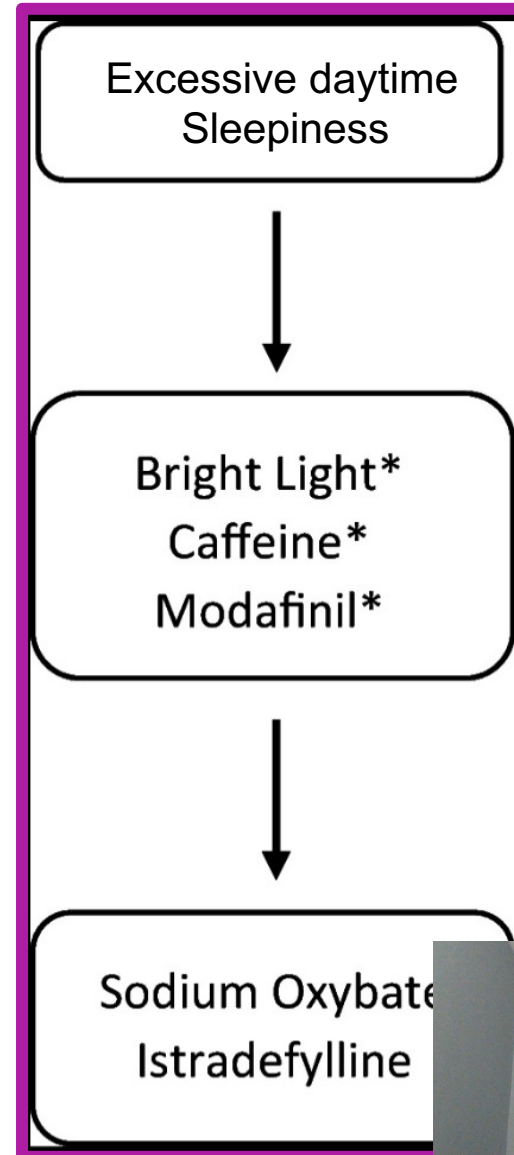 Excessive daytime
Sleepiness
Bright Light*
Caffeine*
Modafinil*
Sodium Oxybate
Istradefylline